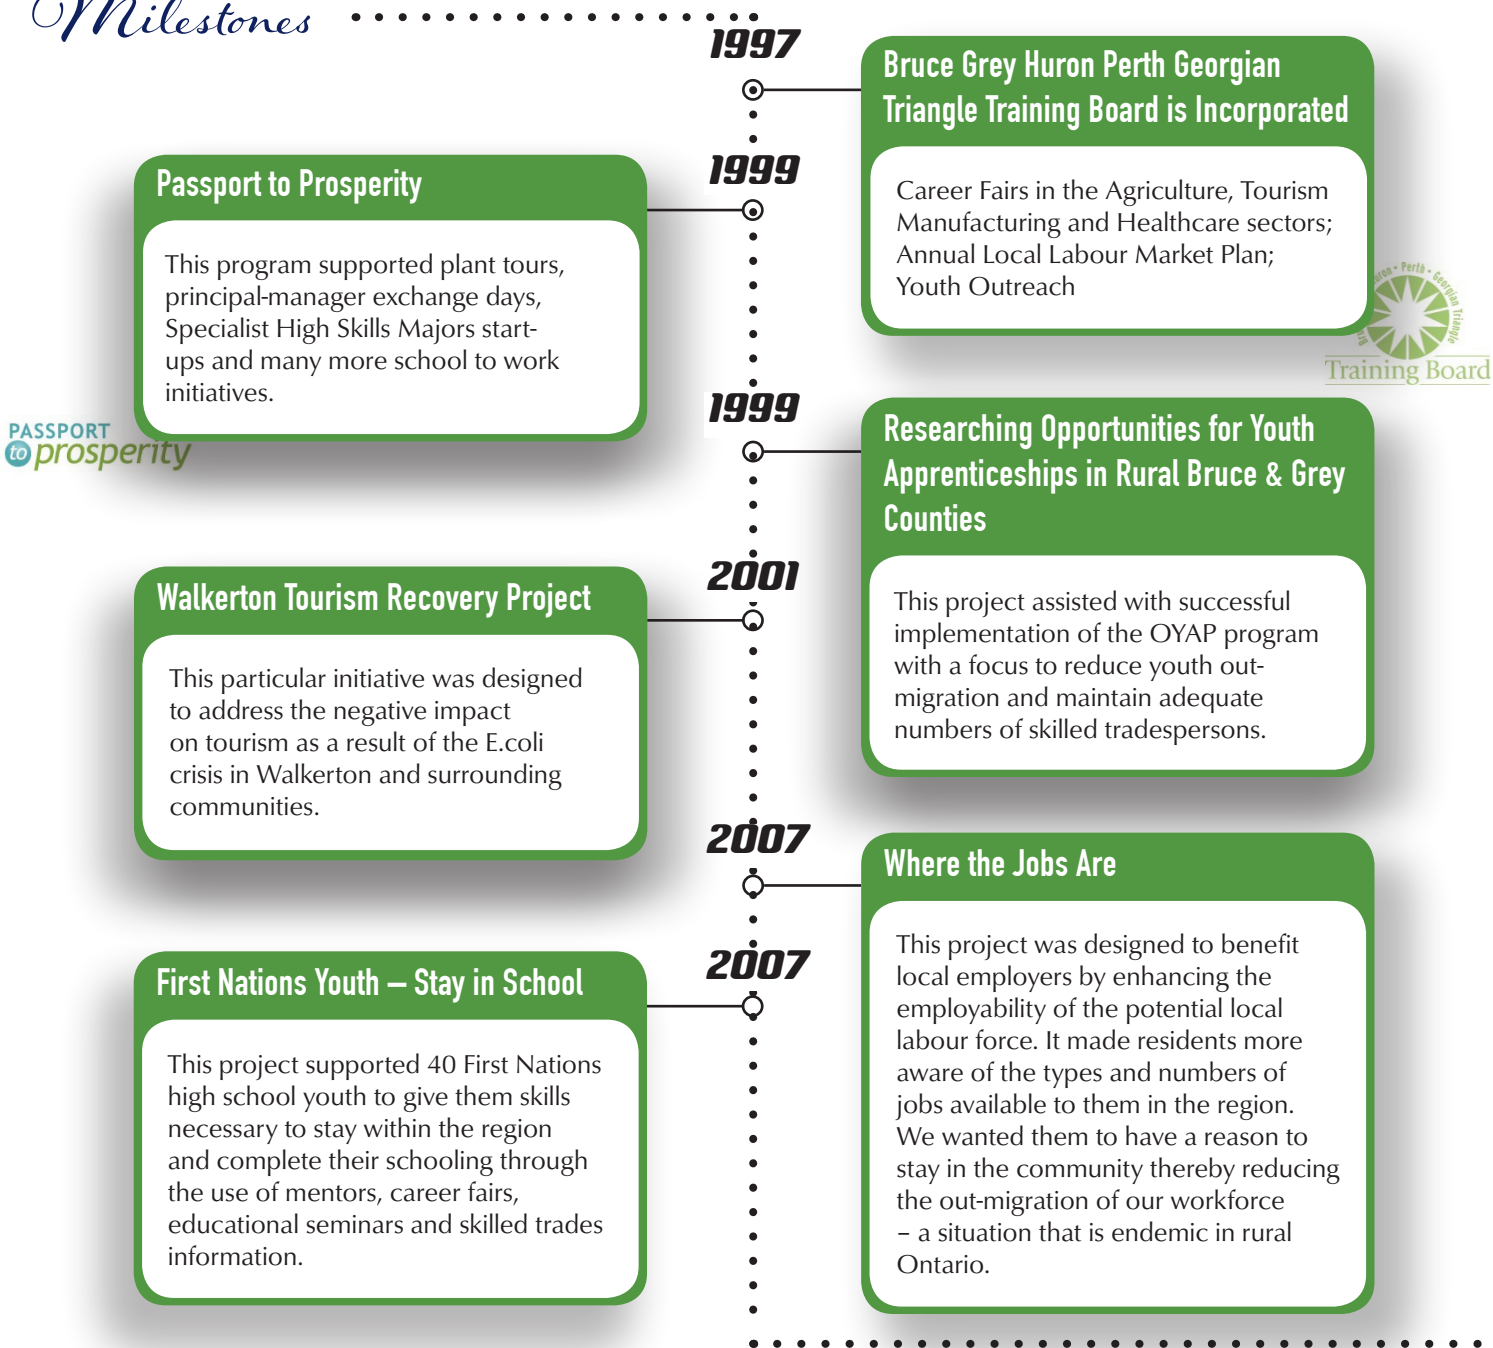 Milestones
1997
Bruce Grey Huron Perth Georgian
Triangle Training Board is Incorporated
Career Fairs in the Agriculture, Tourism
Manufacturing and Healthcare sectors;
Annual Local Labour Market Plan;
Youth Outreach
Perth • Georgian Triangle
Training Board
1999
Passport to Prosperity
This program supported plant tours,
principal-manager exchange days,
Specialist High Skills Majors start-
ups and many more school to work
initiatives.
PASSPORT
to prosperity
1999
Researching Opportunities for Youth
Apprenticeships in Rural Bruce & Grey
Counties
This project assisted with successful
implementation of the OYAP program
with a focus to reduce youth out-
migration and maintain adequate
numbers of skilled tradespersons.
2001
Walkerton Tourism Recovery Project
This particular initiative was designed
to address the negative impact
on tourism as a result of the E.coli
crisis in Walkerton and surrounding
communities.
2007
Where the Jobs Are
This project was designed to benefit
local employers by enhancing the
employability of the potential local
labour force. It made residents more
aware of the types and numbers of
jobs available to them in the region.
We wanted them to have a reason to
stay in the community thereby reducing
the out-migration of our workforce
– a situation that is endemic in rural
Ontario.
2007
First Nations Youth – Stay in School
This project supported 40 First Nations
high school youth to give them skills
necessary to stay within the region
and complete their schooling through
the use of mentors, career fairs,
educational seminars and skilled trades
information.